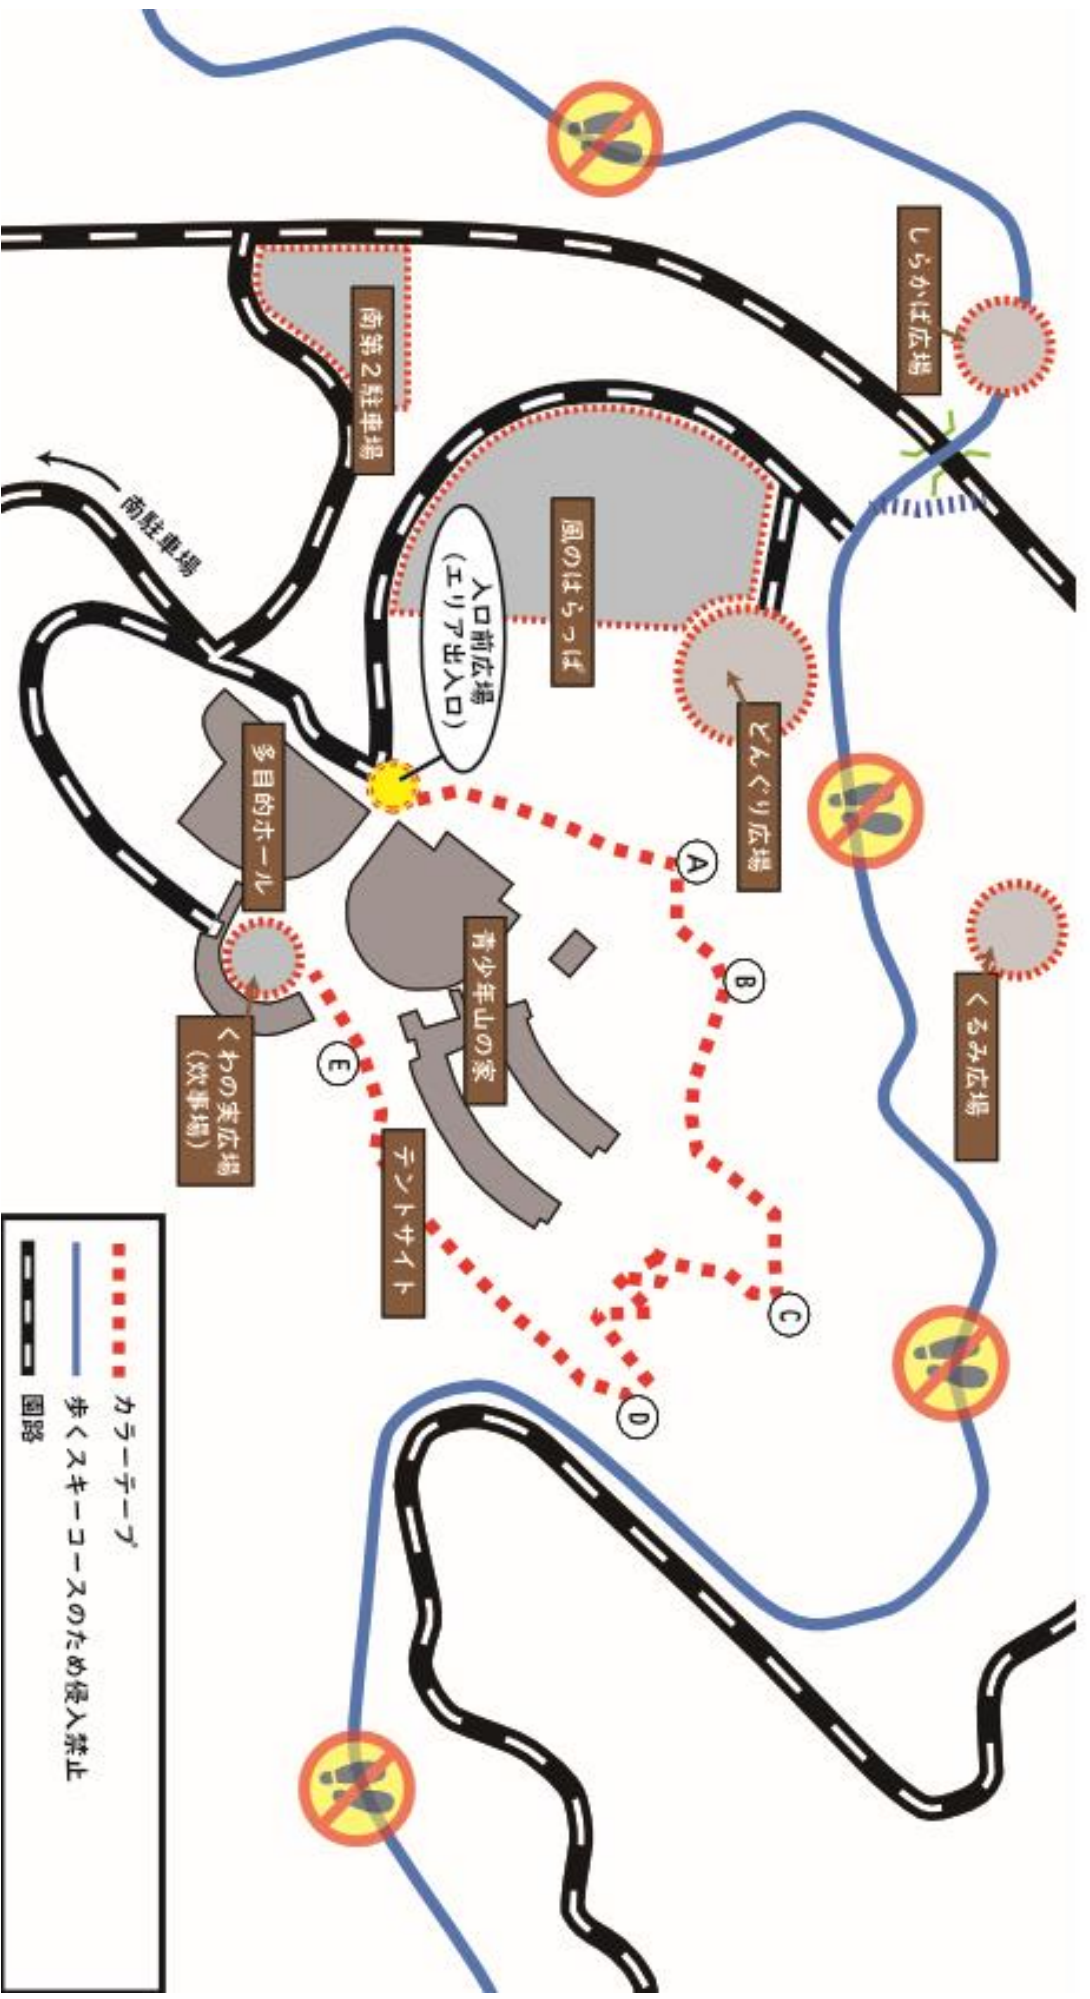 しらかば広場
南第2駐車場
南駐車場
風のはらっぱ
入口前広場
(エリア出入口)
どんぐり広場
くるみ広場
多目的ホール
青少年山の家
くわの実広場
(炊事場)
テントサイト
A
B
C
D
E
カラーテープ
歩くスキーコースのため侵入禁止
園路